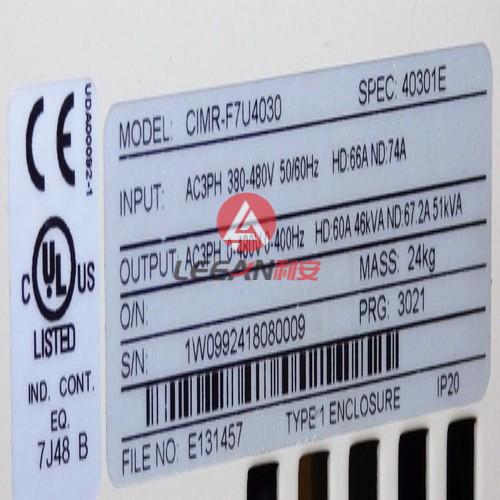 UDA00092-1
CE
C UL US
LISTED
IND. CONT.
EQ.
7J48 B
MODEL: CIMR-F7U4030 SPEC: 40301E
INPUT: AC3PH 380-480V 50/60Hz HD:66A ND:74A
OUTPUT: AC3PH 0-480V 0-400Hz HD:60A 46kVA ND:67.2A 51kVA
LEEAN利安
O/N: MASS: 24kg
S/N: 1W0992418080009 PRG: 3021
FILE NO: E131457 TYPE 1 ENCLOSURE IP20